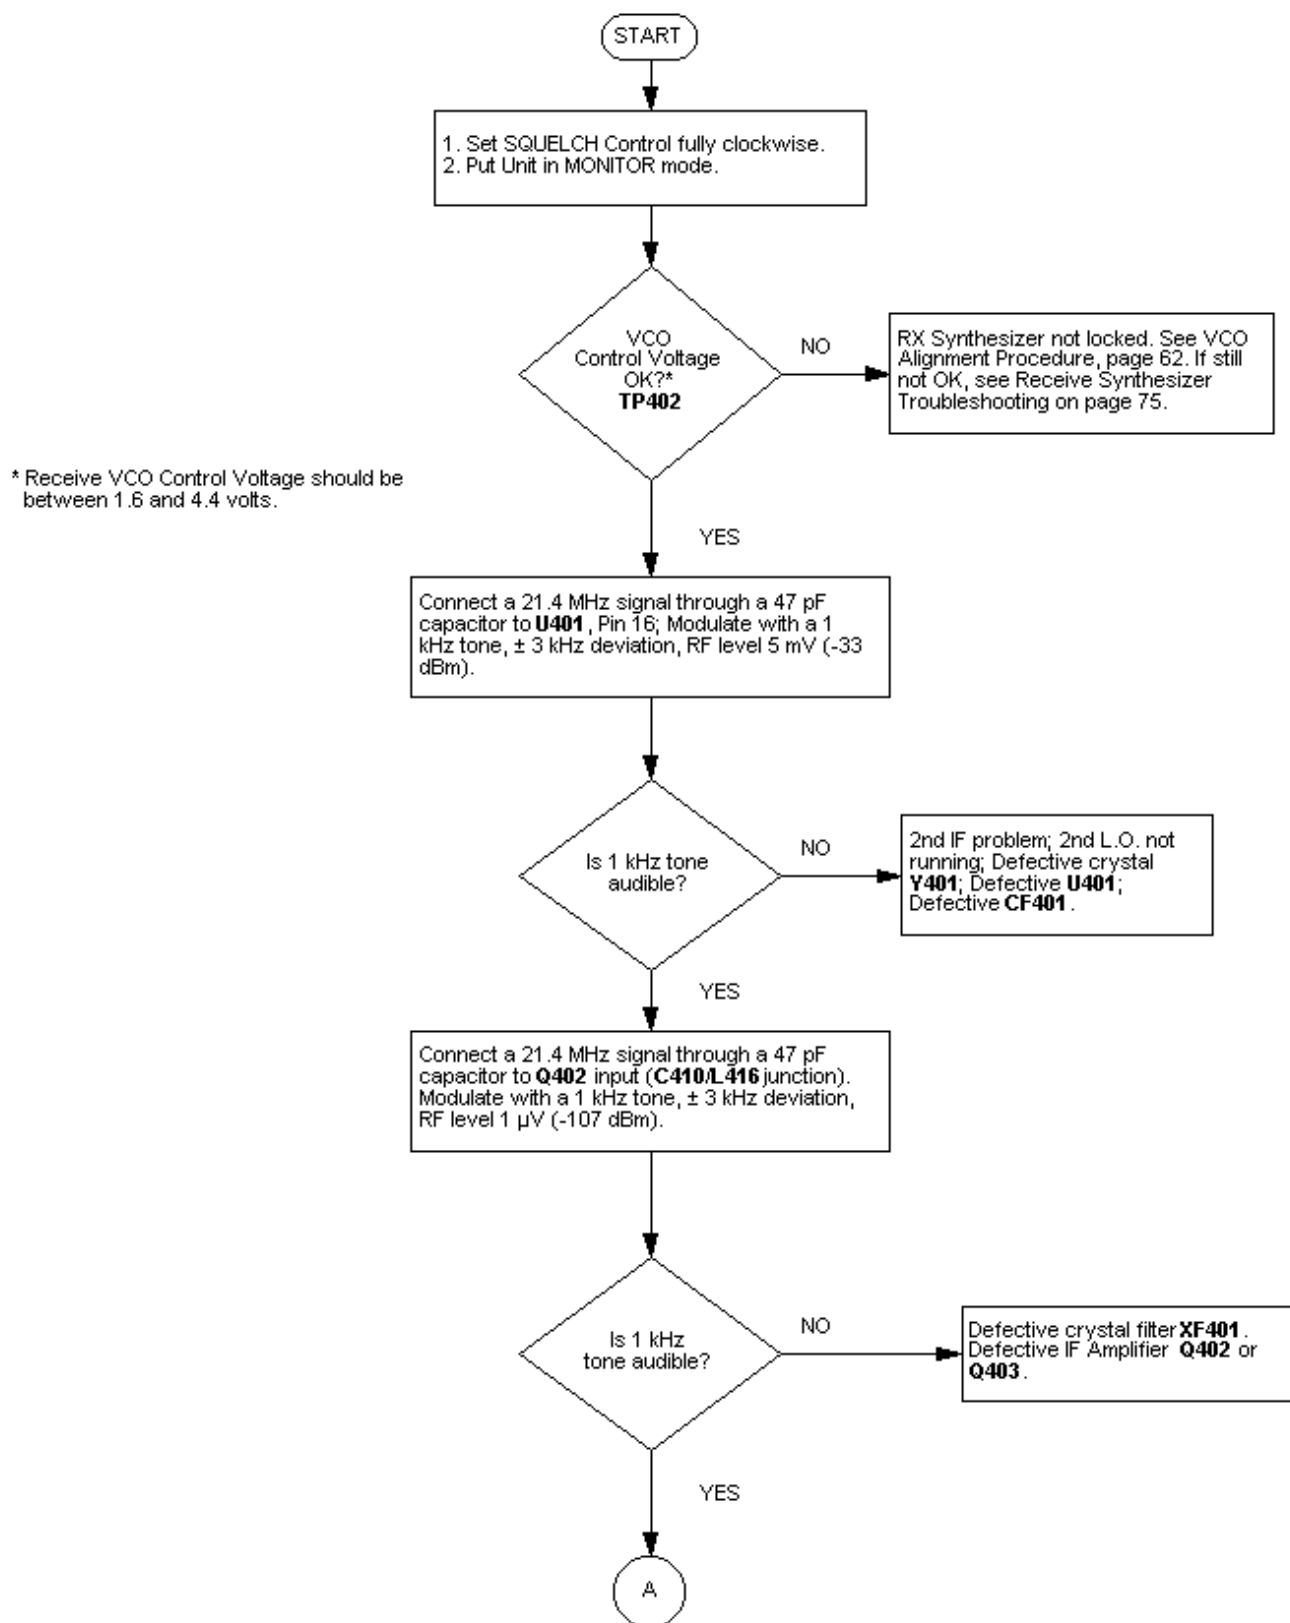 START
1. Set SQUELCH Control fully clockwise.
2. Put Unit in MONITOR mode.
VCO
Control Voltage
OK?*
TP402
NO
RX Synthesizer not locked. See VCO
Alignment Procedure, page 62. If still
not OK, see Receive Synthesizer
Troubleshooting on page 75.
* Receive VCO Control Voltage should be
between 1.6 and 4.4 volts.
YES
Connect a 21.4 MHz signal through a 47 pF
capacitor to U401, Pin 16; Modulate with a 1
kHz tone, ± 3 kHz deviation, RF level 5 mV (-33
dBm).
Is 1 kHz tone
audible?
NO
2nd IF problem; 2nd L.O. not
running; Defective crystal
Y401; Defective U401;
Defective CF401.
YES
Connect a 21.4 MHz signal through a 47 pF
capacitor to Q402 input (C410/L416 junction).
Modulate with a 1 kHz tone, ± 3 kHz deviation,
RF level 1 µV (-107 dBm).
Is 1 kHz
tone audible?
NO
Defective crystal filter XF401.
Defective IF Amplifier Q402 or
Q403.
YES
A